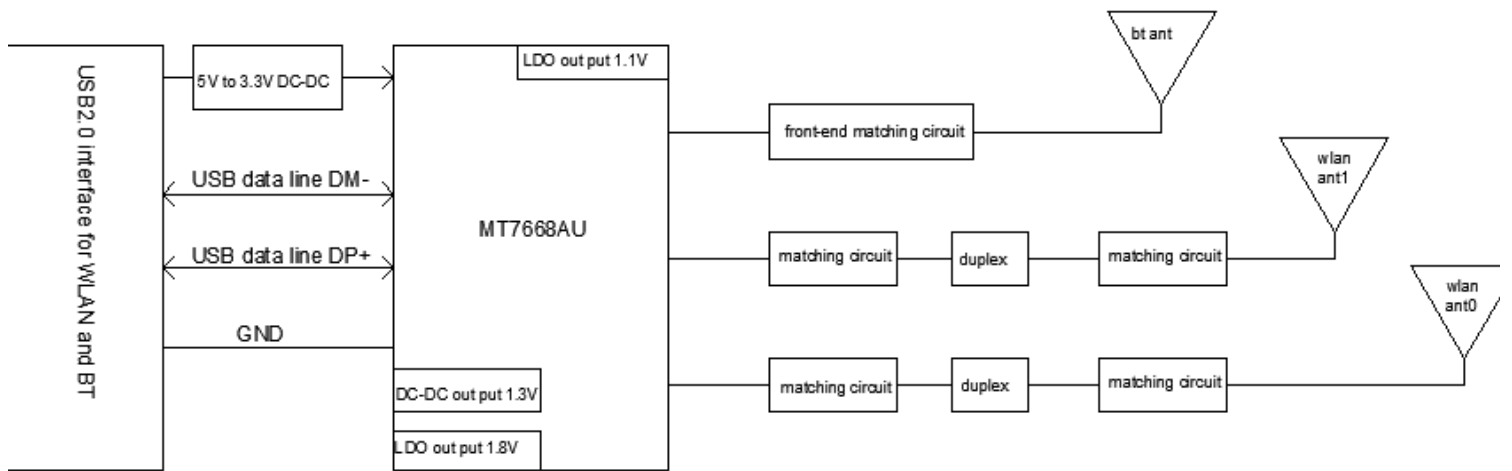 USB2.0 interface for WLAN and BT
5V to 3.3V DC-DC
USB data line DM-
USB data line DP+
GND
LDO out put 1.1V
MT7668AU
DC-DC out put 1.3V
LDO out put 1.8V
front-end matching circuit
bt ant
matching circuit
duplex
matching circuit
wlan
ant1
matching circuit
duplex
matching circuit
wlan
ant0